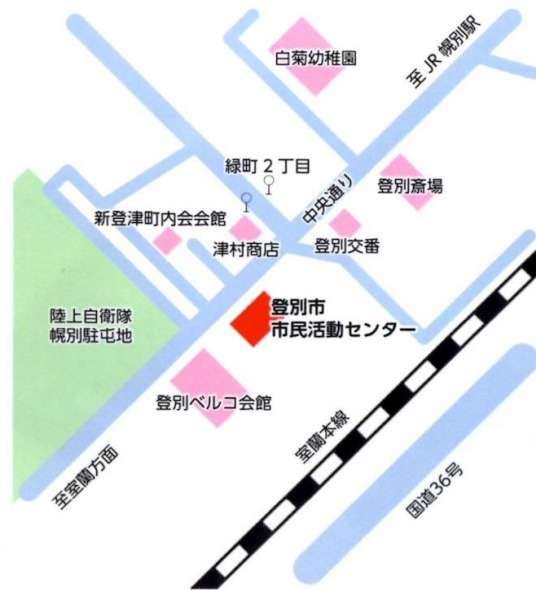 白菊幼稚園
至JR幌別駅
緑町2丁目
中央通り
登別斎場
新登津町内会会館
津村商店
登別交番
陸上自衛隊
幌別駐屯地
登別市
市民活動センター
登別ベルコ会館
至室蘭方面
室蘭本線
国道36号